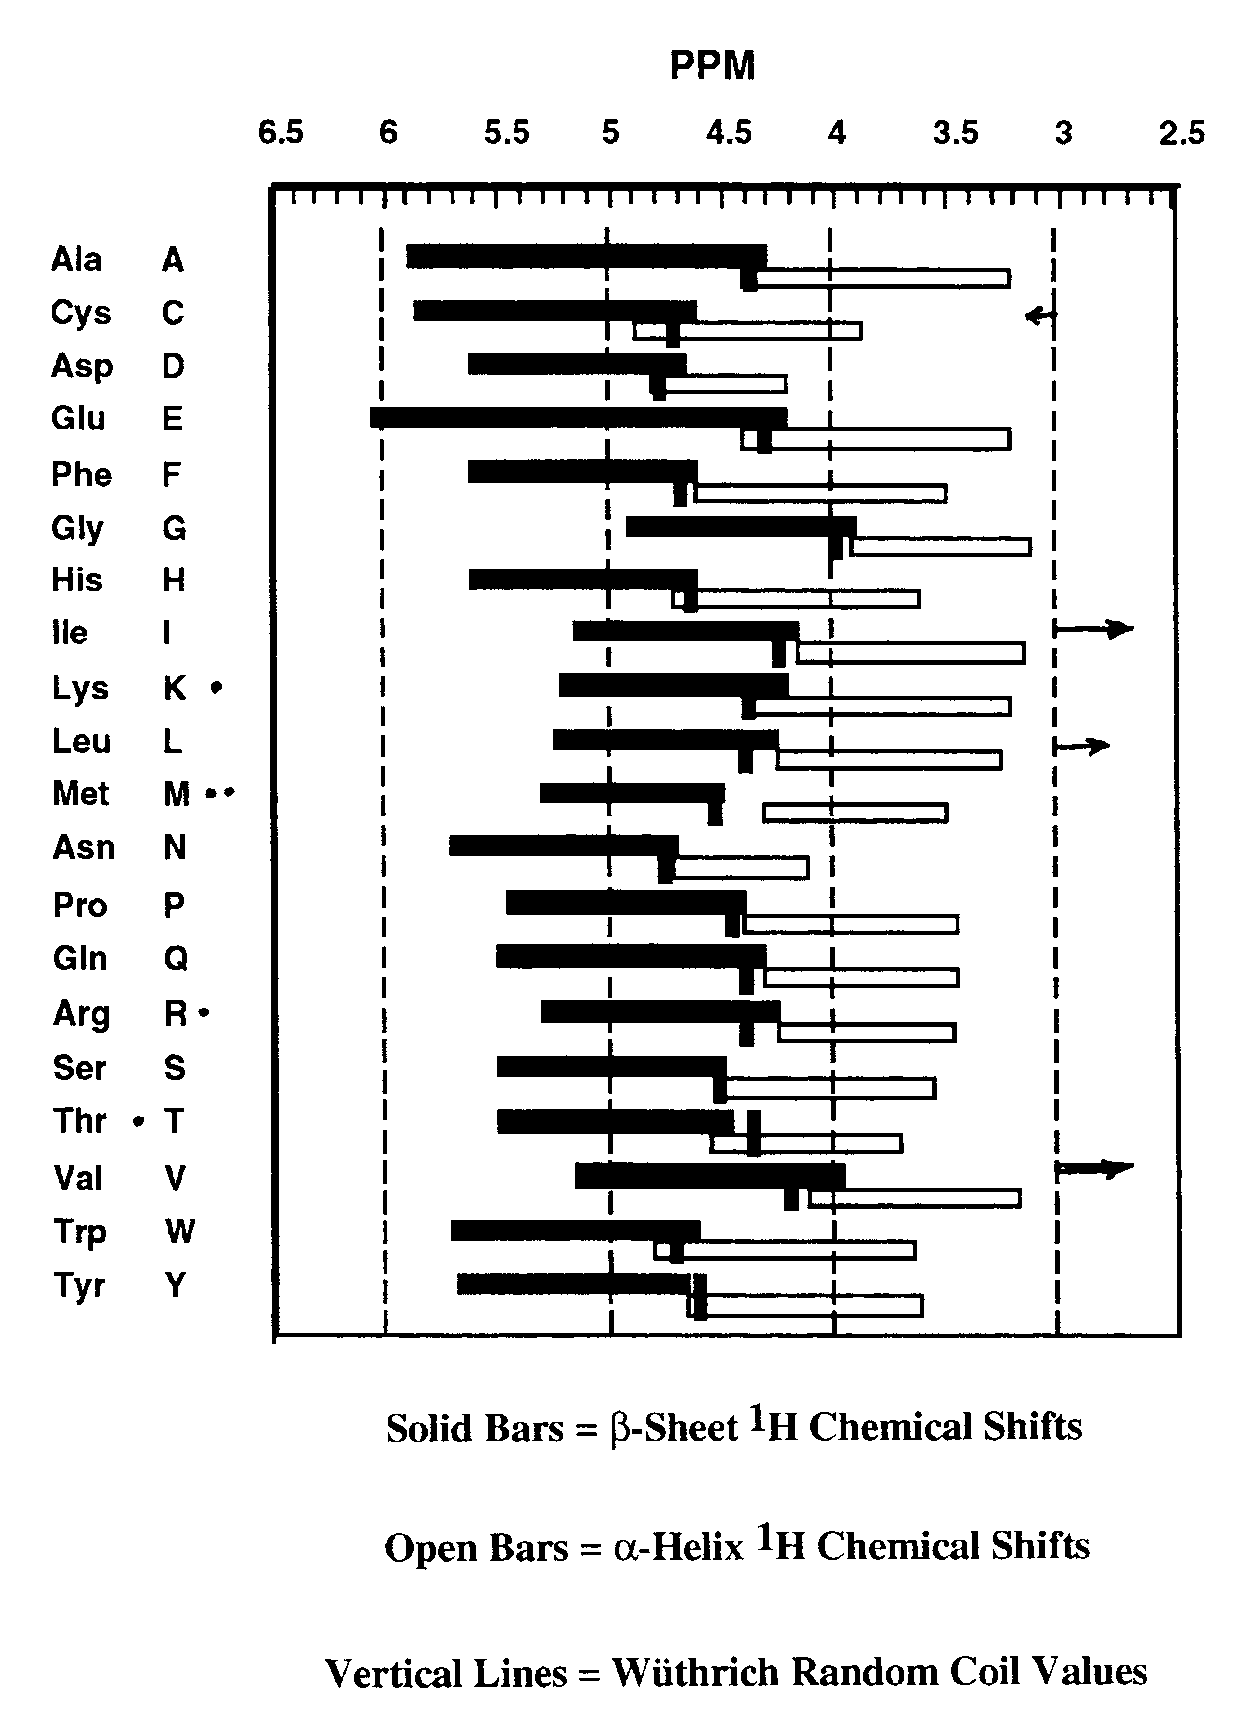 PPM
6.5 6 5.5 5 4.5 4 3.5 3 2.5
Ala A
Cys C
Asp D
Glu E
Phe F
Gly G
His H
Ile I
Lys K •
Leu L
Met M ••
Asn N
Pro P
Gln Q
Arg R •
Ser S
Thr • T
Val V
Trp W
Tyr Y
Solid Bars = β-Sheet ¹H Chemical Shifts
Open Bars = α-Helix ¹H Chemical Shifts
Vertical Lines = Wüthrich Random Coil Values